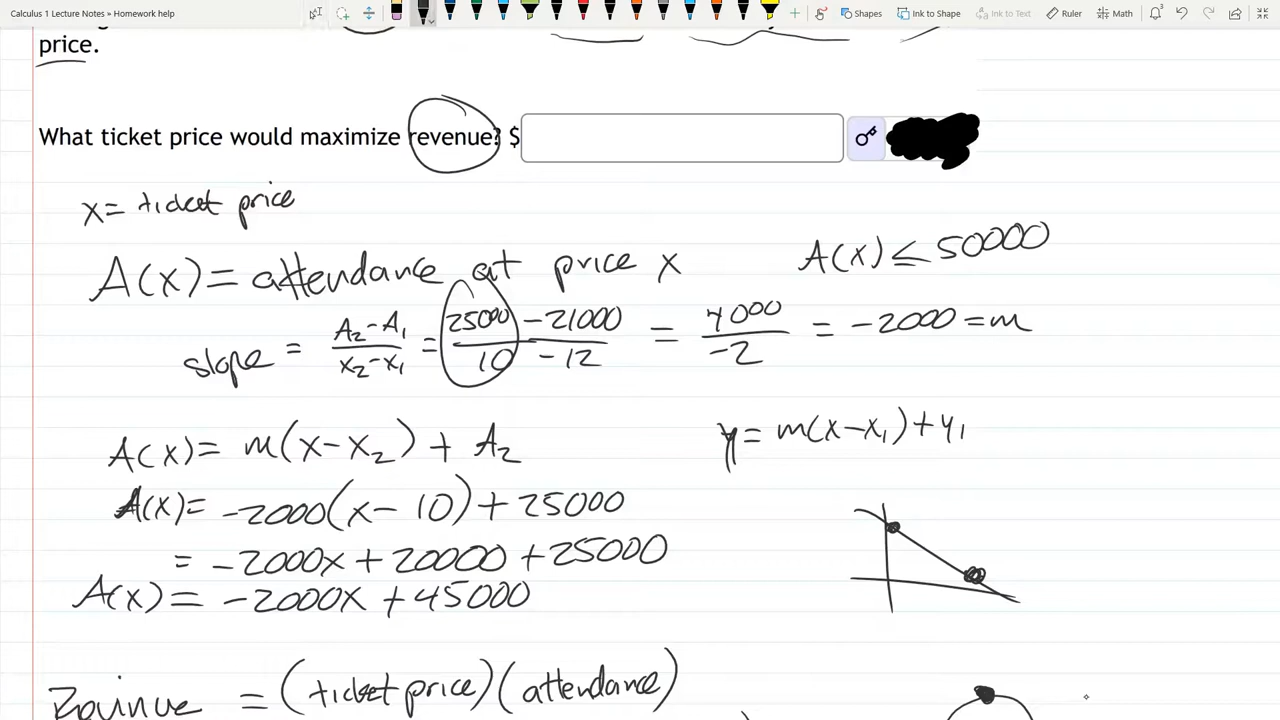 Calculus 1 Lecture Notes » Homework help
Shapes
Ink to Shape
Ink to Text
Ruler
Math
price.
What ticket price would maximize revenue? $
x = ticket price
A(x) = attendance at price x
A(x) ≤ 50000
slope = A₂-A₁ / x₂-x₁ = 25000-21000 / 10-12 = 4000 / -2 = -2000 = m
A(x) = m(x-x₂) + A₂
y = m(x-x₁)+y₁
A(x) = -2000(x-10)+25000
= -2000x+20000+25000
A(x) = -2000x+45000
= (ticket price)(attendance)